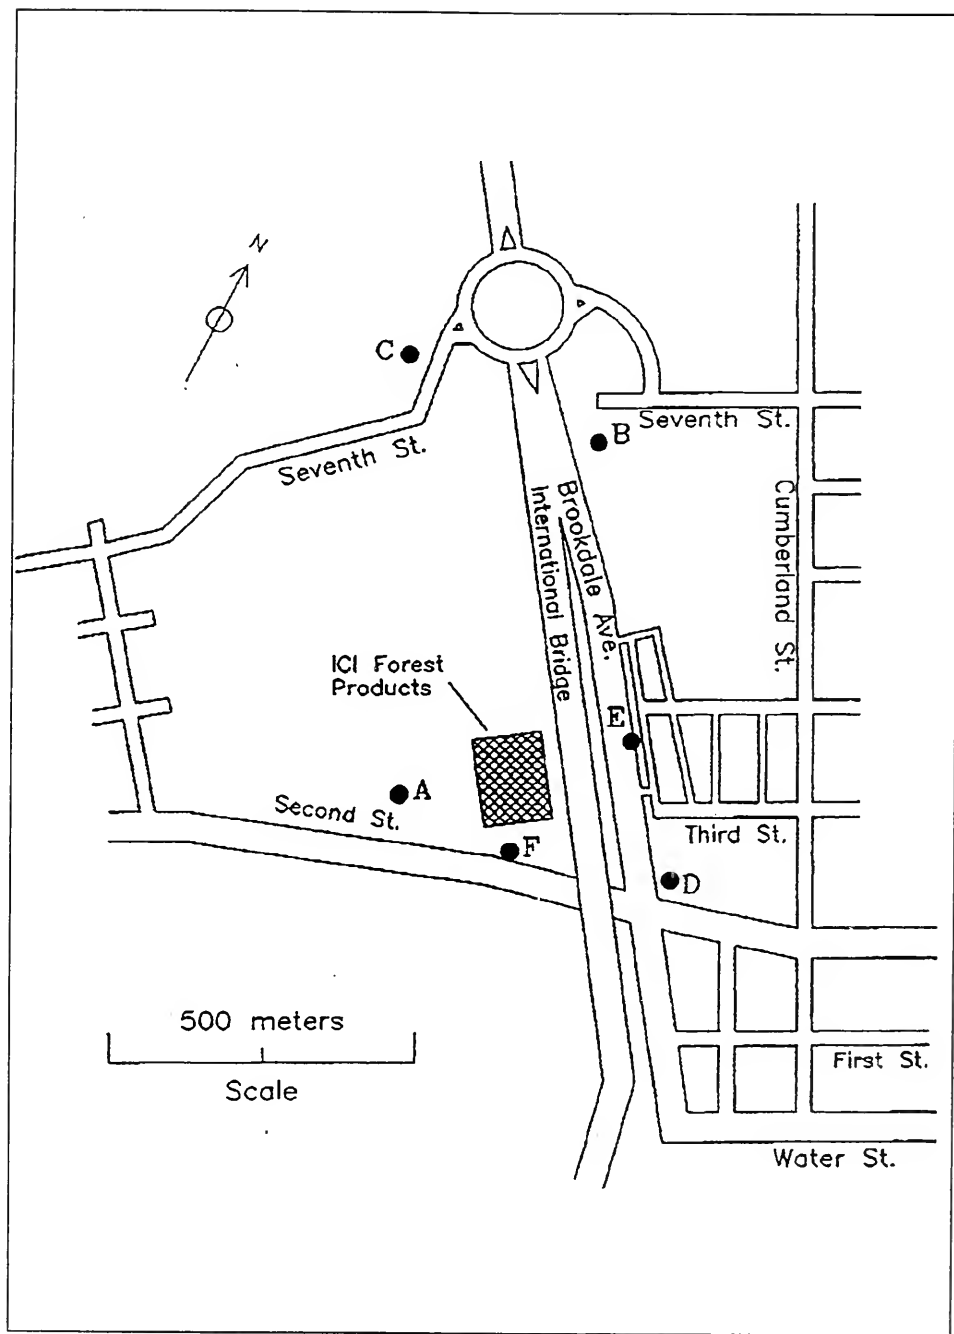 N
C
Seventh St.
B
Seventh St.
Brookdale Ave.
International Bridge
Cumberland St.
ICI Forest
Products
E
A
Second St.
F
Third St.
D
500 meters
Scale
First St.
Water St.